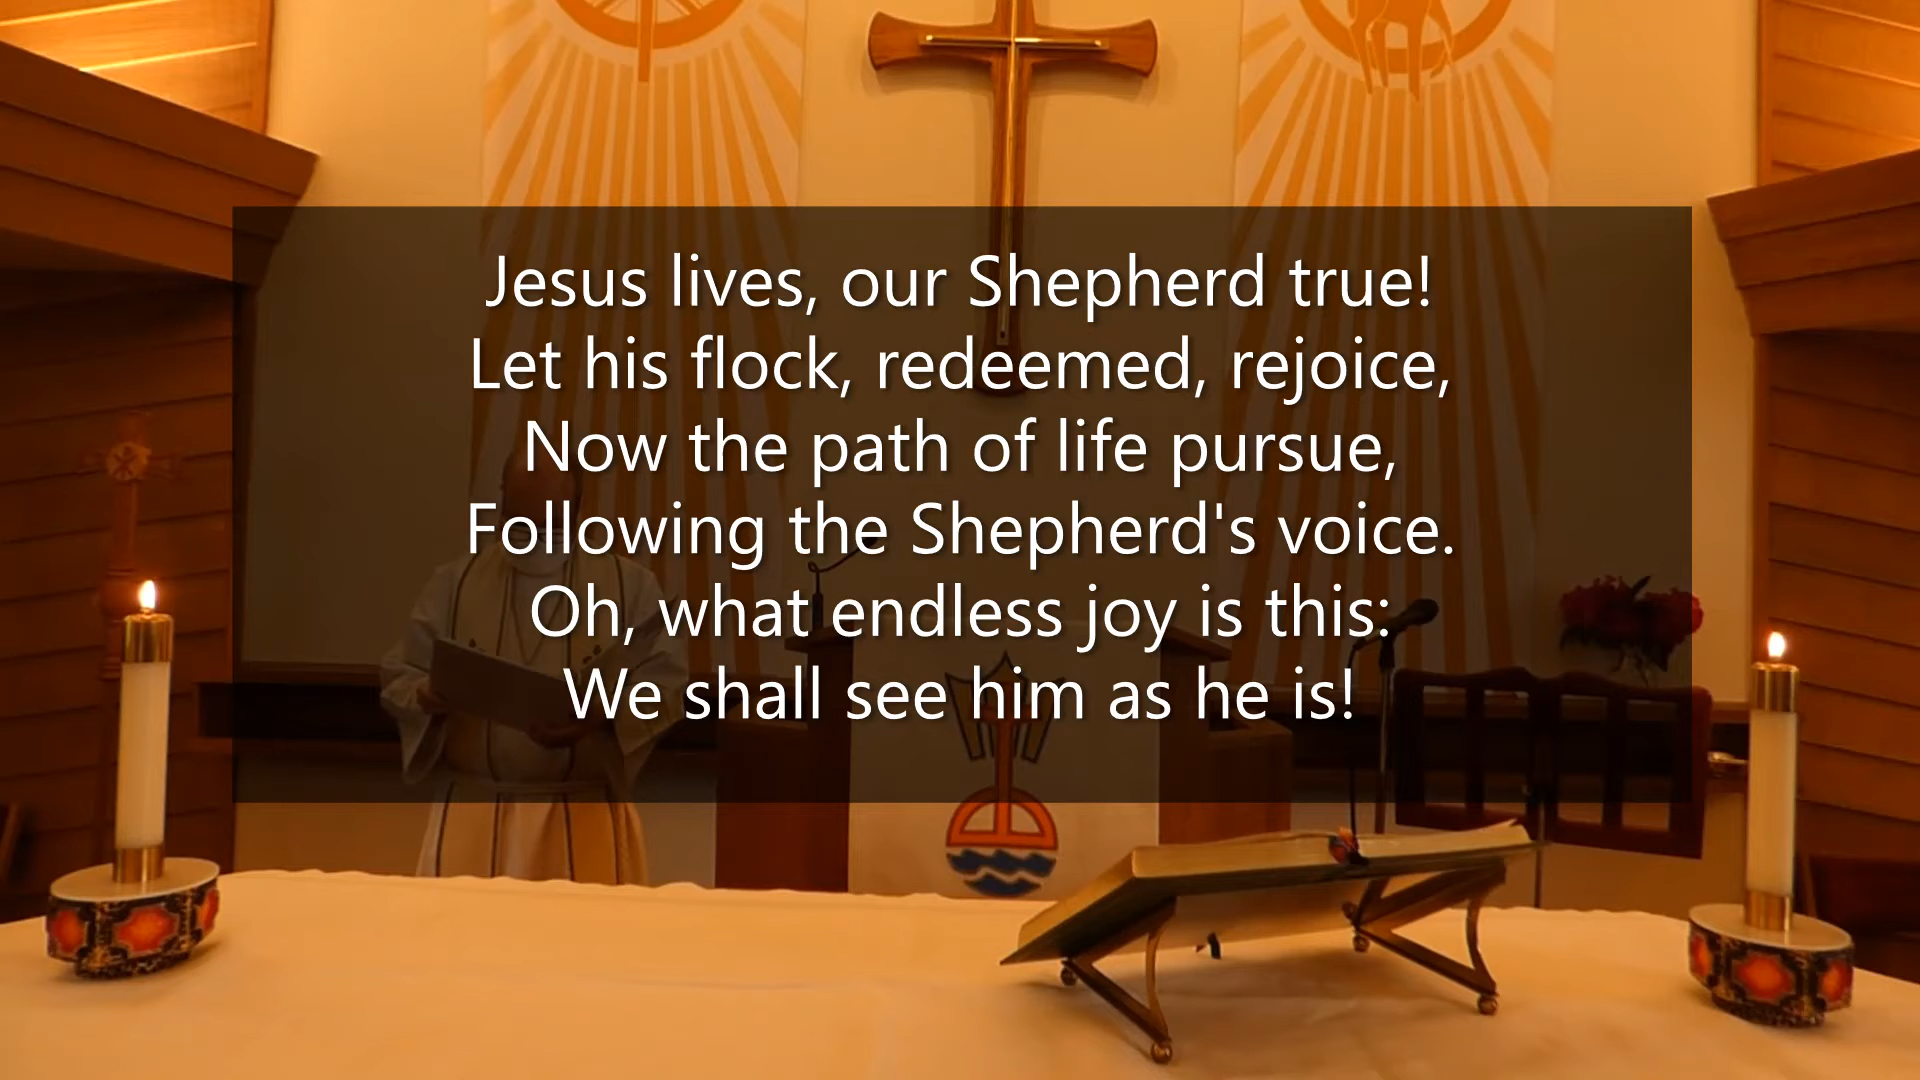 Jesus lives, our Shepherd true!
Let his flock, redeemed, rejoice,
Now the path of life pursue,
Following the Shepherd's voice.
Oh, what endless joy is this:
We shall see him as he is!